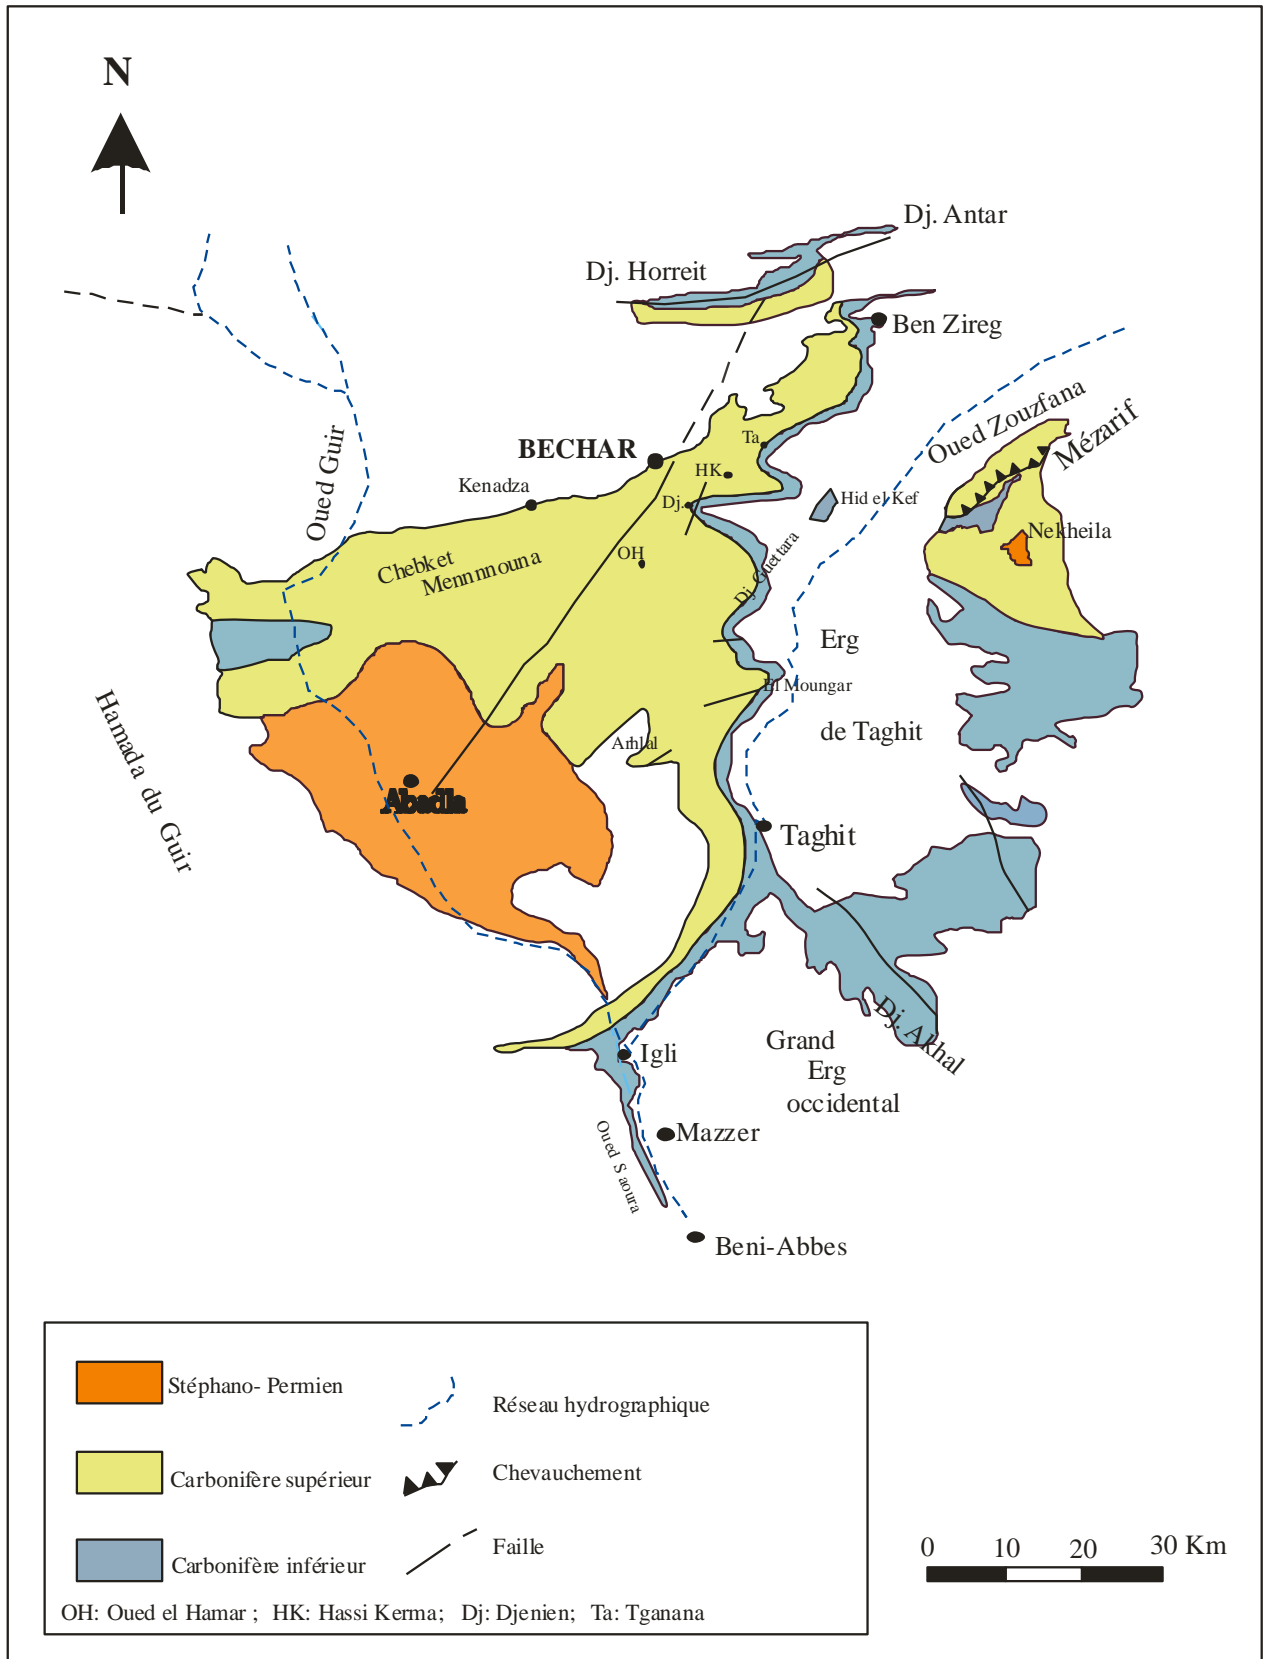 N
Dj. Antar
Dj. Horreit
Ben Zireg
Oued Zouzfana
Mézarif
Oued Guir
BECHAR
Ta
HK
Kenadza
Dj.
Hid el Kef
Nekheila
Chebket
Mennnnouna
OH
Dj. Guettara
Erg
El Moungar
Hamada du Guir
de Taghit
Arhlal
Abadla
Taghit
Dj. Akhal
Grand
Erg
occidental
Igli
Mazzer
Oued Saoura
Beni-Abbes
Stéphano- Permien
Réseau hydrographique
Carbonifère supérieur
Chevauchement
Carbonifère inférieur
Faille
0 10 20 30 Km
OH: Oued el Hamar ; HK: Hassi Kerma; Dj: Djenien; Ta: Tganana